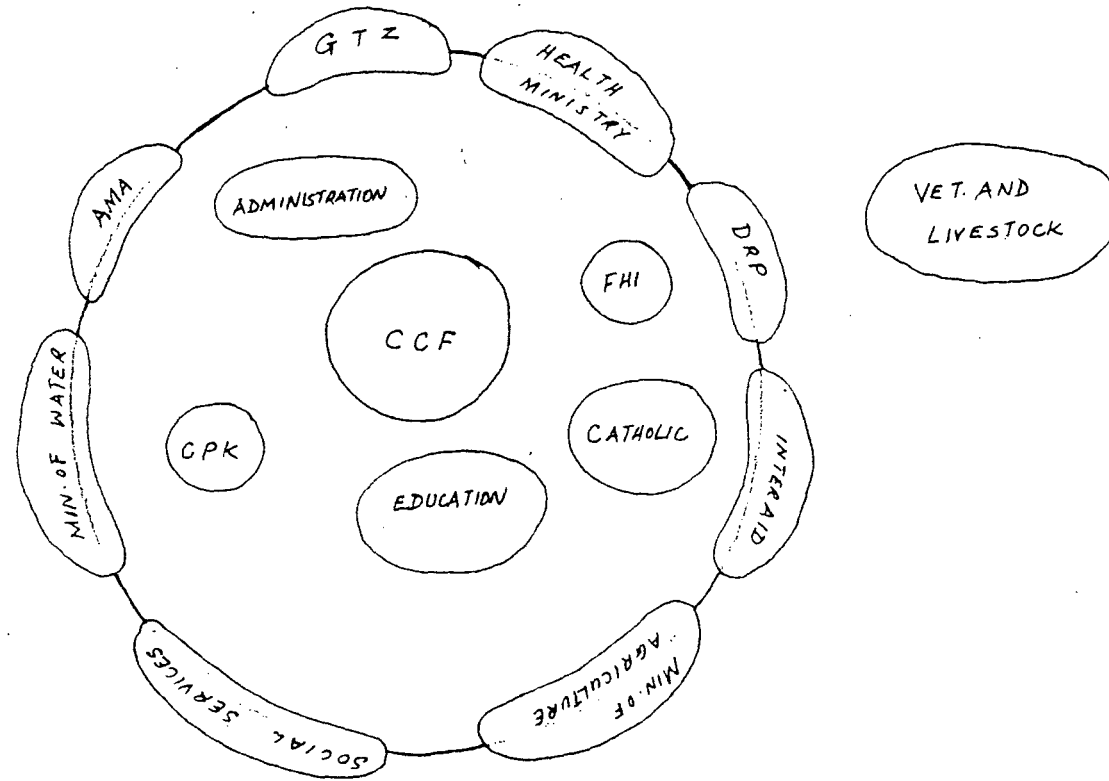 GTZ
HEALTH
MINISTRY
AMA
ADMINISTRATION
DRP
VET. AND
LIVESTOCK
FHI
CCF
MIN. OF WATER
CPK
CATHOLIC
INTERAID
EDUCATION
SOCIAL SERVICES
MIN. OF
AGRICULTURE